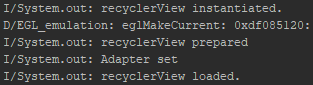 I/System.out: recyclerView instantiated.
D/EGL_emulation: eglMakeCurrent: 0xdf085120:
I/System.out: recyclerView prepared
I/System.out: Adapter set
I/System.out: recyclerView loaded.